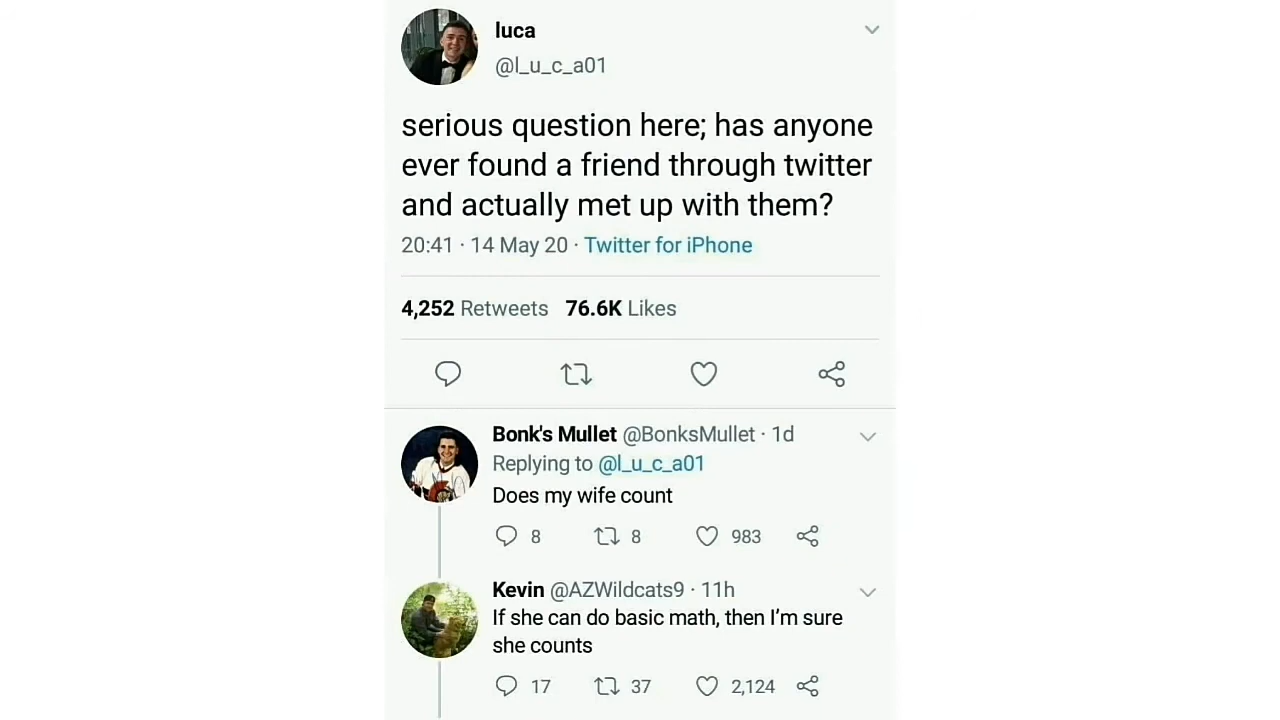 luca
@l_u_c_a01
serious question here; has anyone
ever found a friend through twitter
and actually met up with them?
20:41 · 14 May 20 · Twitter for iPhone
4,252 Retweets 76.6K Likes
Bonk's Mullet @BonksMullet · 1d
Replying to @l_u_c_a01
Does my wife count
8 8 983
Kevin @AZWildcats9 · 11h
If she can do basic math, then I'm sure
she counts
17 37 2,124